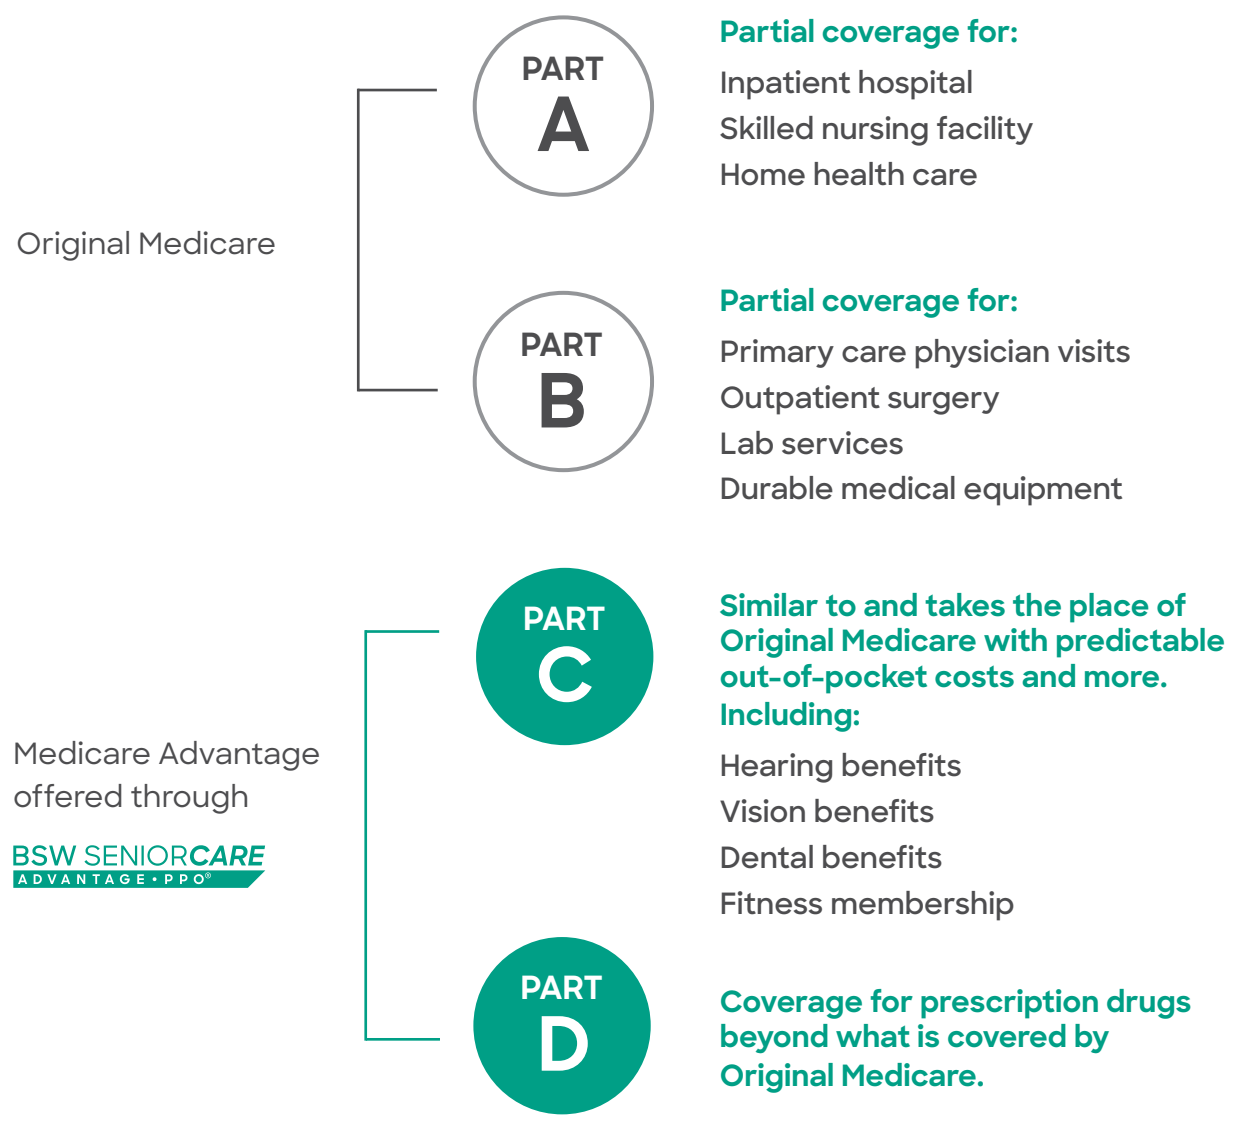 PART
A
Partial coverage for:
Inpatient hospital
Skilled nursing facility
Home health care
Original Medicare
PART
B
Partial coverage for:
Primary care physician visits
Outpatient surgery
Lab services
Durable medical equipment
PART
C
Similar to and takes the place of
Original Medicare with predictable
out-of-pocket costs and more.
Including:
Hearing benefits
Vision benefits
Dental benefits
Fitness membership
Medicare Advantage
offered through
BSW SENIORCARE
ADVANTAGE • PPO®
PART
D
Coverage for prescription drugs
beyond what is covered by
Original Medicare.